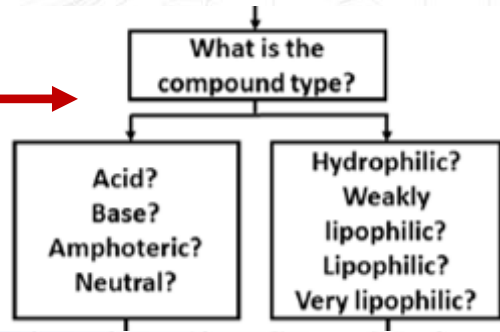 What is the
compound type?
Acid?
Base?
Amphoteric?
Neutral?
Hydrophilic?
Weakly
lipophilic?
Lipophilic?
Very lipophilic?